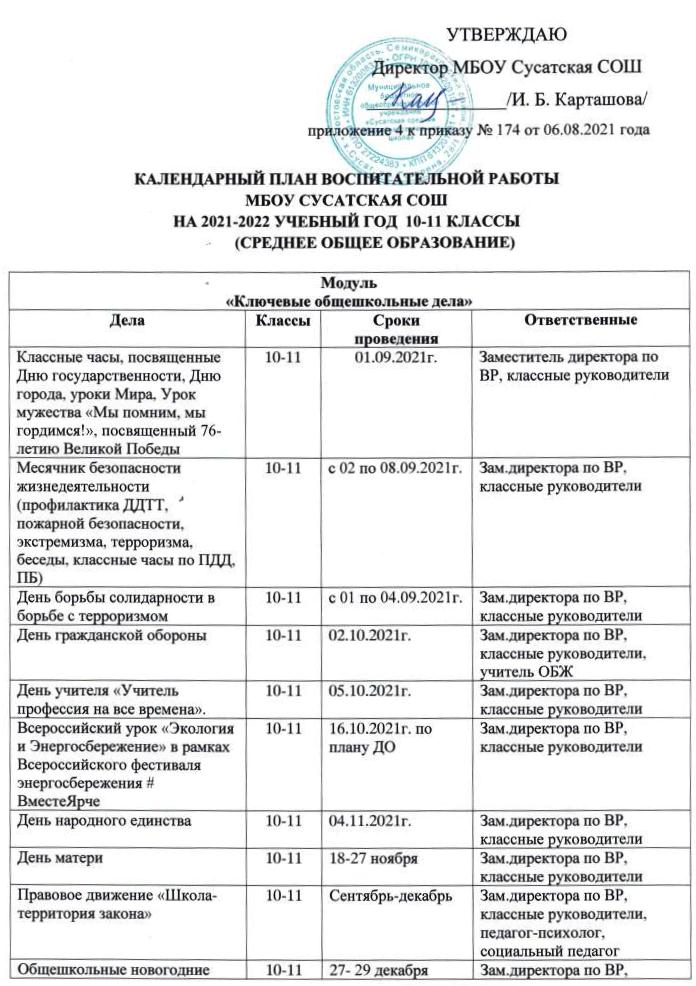 УТВЕРЖДАЮ
Директор МБОУ Сусатская СОШ
/И. Б. Карташова/
приложение 4 к приказу № 174 от 06.08.2021 года
Муниципальное
бюджетное
учреждение
«Сусатская средняя
школа»
КАЛЕНДАРНЫЙ ПЛАН ВОСПИТАТЕЛЬНОЙ РАБОТЫ
МБОУ СУСАТСКАЯ СОШ
НА 2021-2022 УЧЕБНЫЙ ГОД 10-11 КЛАССЫ
(СРЕДНЕЕ ОБЩЕЕ ОБРАЗОВАНИЕ)
Модуль
«Ключевые общешкольные дела»
Дела Классы Сроки Ответственные
проведения
Классные часы, посвященные 10-11 01.09.2021г. Заместитель директора по
Дню государственности, Дню ВР, классные руководители
города, уроки Мира, Урок
мужества «Мы помним, мы
гордимся!», посвященный 76-
летию Великой Победы
Месячник безопасности 10-11 с 02 по 08.09.2021г. Зам.директора по ВР,
жизнедеятельности классные руководители
(профилактика ДДТТ,
пожарной безопасности,
экстремизма, терроризма,
беседы, классные часы по ПДД,
ПБ)
День борьбы солидарности в 10-11 с 01 по 04.09.2021г. Зам.директора по ВР,
борьбе с терроризмом классные руководители
День гражданской обороны 10-11 02.10.2021г. Зам.директора по ВР,
классные руководители,
учитель ОБЖ
День учителя «Учитель 10-11 05.10.2021г. Зам.директора по ВР,
профессия на все времена». классные руководители
Всероссийский урок «Экология 10-11 16.10.2021г. по Зам.директора по ВР,
и Энергосбережение» в рамках плану ДО классные руководители
Всероссийского фестиваля
энергосбережения #
ВместеЯрче
День народного единства 10-11 04.11.2021г. Зам.директора по ВР,
классные руководители
День матери 10-11 18-27 ноября Зам.директора по ВР,
классные руководители
Правовое движение «Школа- 10-11 Сентябрь-декабрь Зам.директора по ВР,
территория закона» классные руководители,
педагог-психолог,
социальный педагог
Общешкольные новогодние 10-11 27- 29 декабря Зам.директора по ВР,